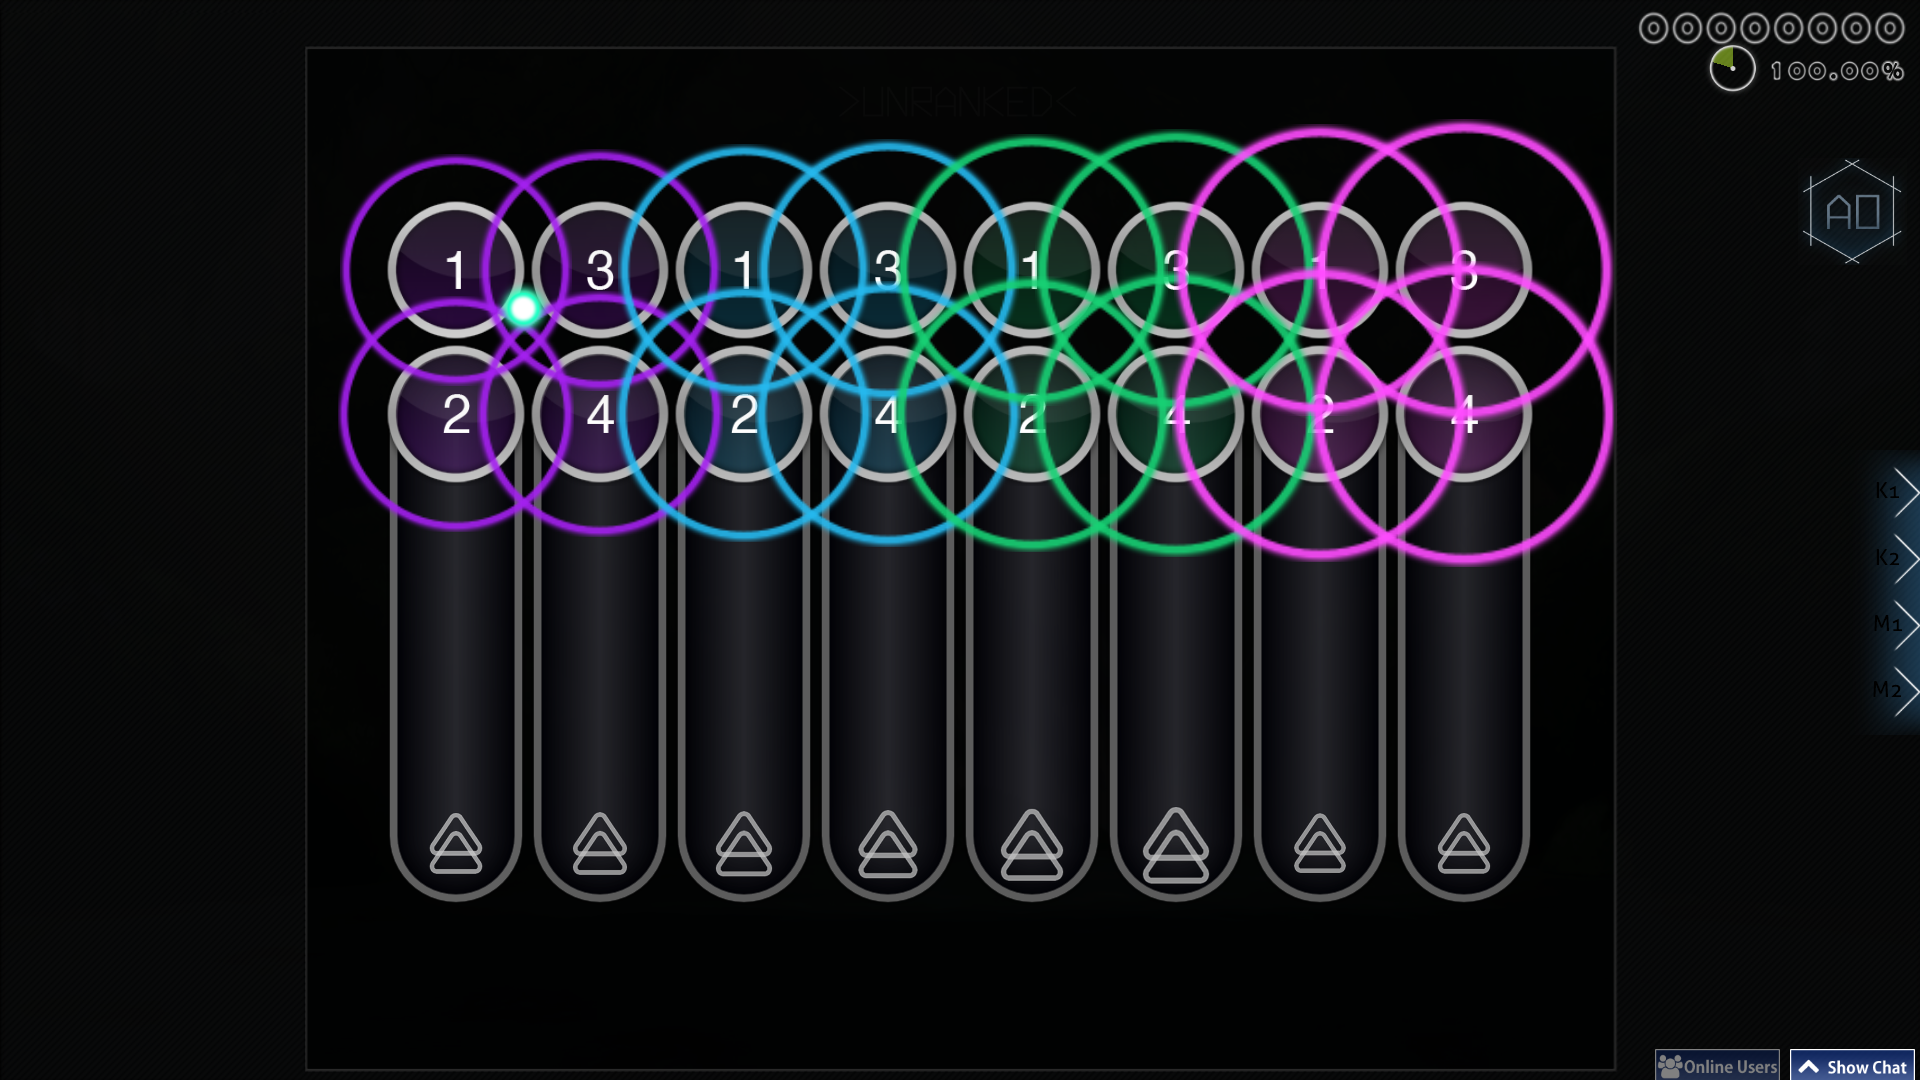 00000000
100.00%
>UNRANKED<
1 3 1 3 1 3 1 3
2 4 2 4 2 4 2 4
K1
K2
M1
M2
Online Users
Show Chat